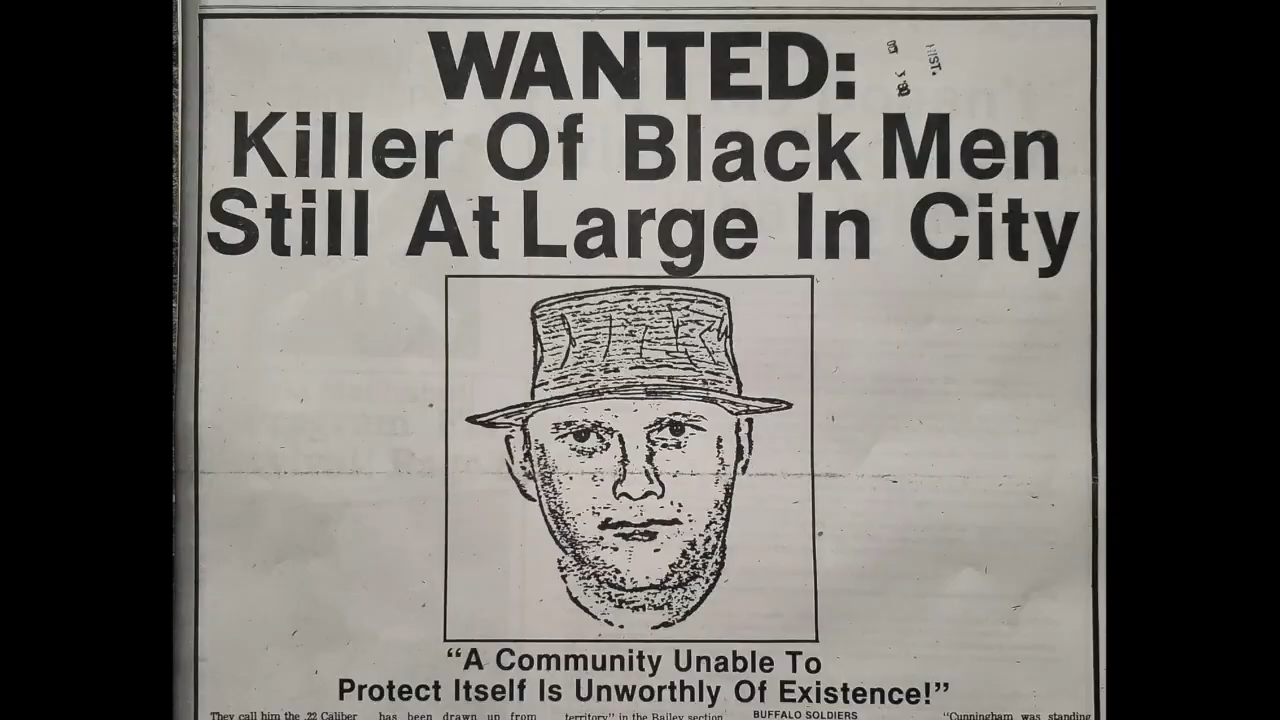 WANTED:
HIST.
Killer Of Black Men
Still At Large In City
“A Community Unable To
Protect Itself Is Unworthly Of Existence!”
They call him the .22 Caliber
has been drawn up from
territory” in the Bailey section
BUFFALO SOLDIERS
“Cunningham was standing